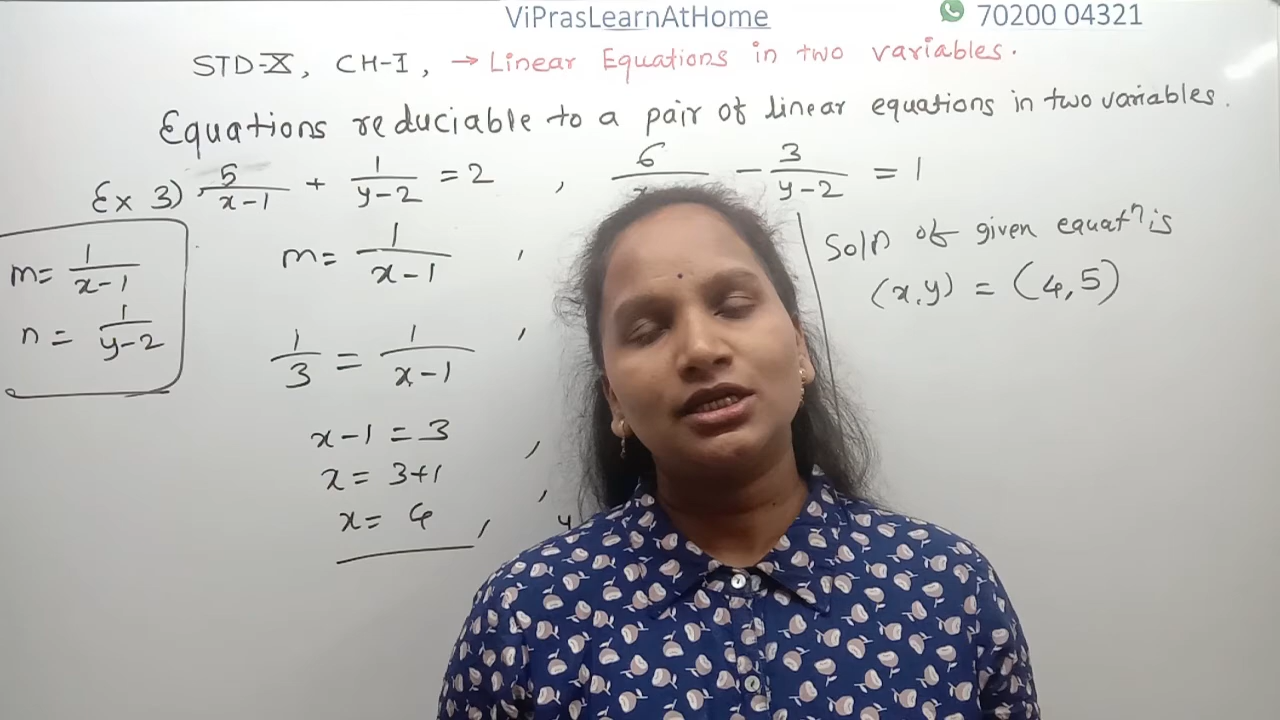 ViPrasLearnAtHome 70200 04321
STD-X, CH-I, → Linear Equations in two variables.
Equations reduciable to a pair of linear equations in two variables.
Ex 3) 5/x-1 + 1/y-2 = 2 , 6/ - 3/y-2 = 1
m= 1/x-1
n = 1/y-2
m= 1/x-1 ,
1/3 = 1/x-1 ,
x-1 = 3 ,
x = 3+1 ,
x= 4 , y
Soln of given equatn is
(x,y) = (4,5)